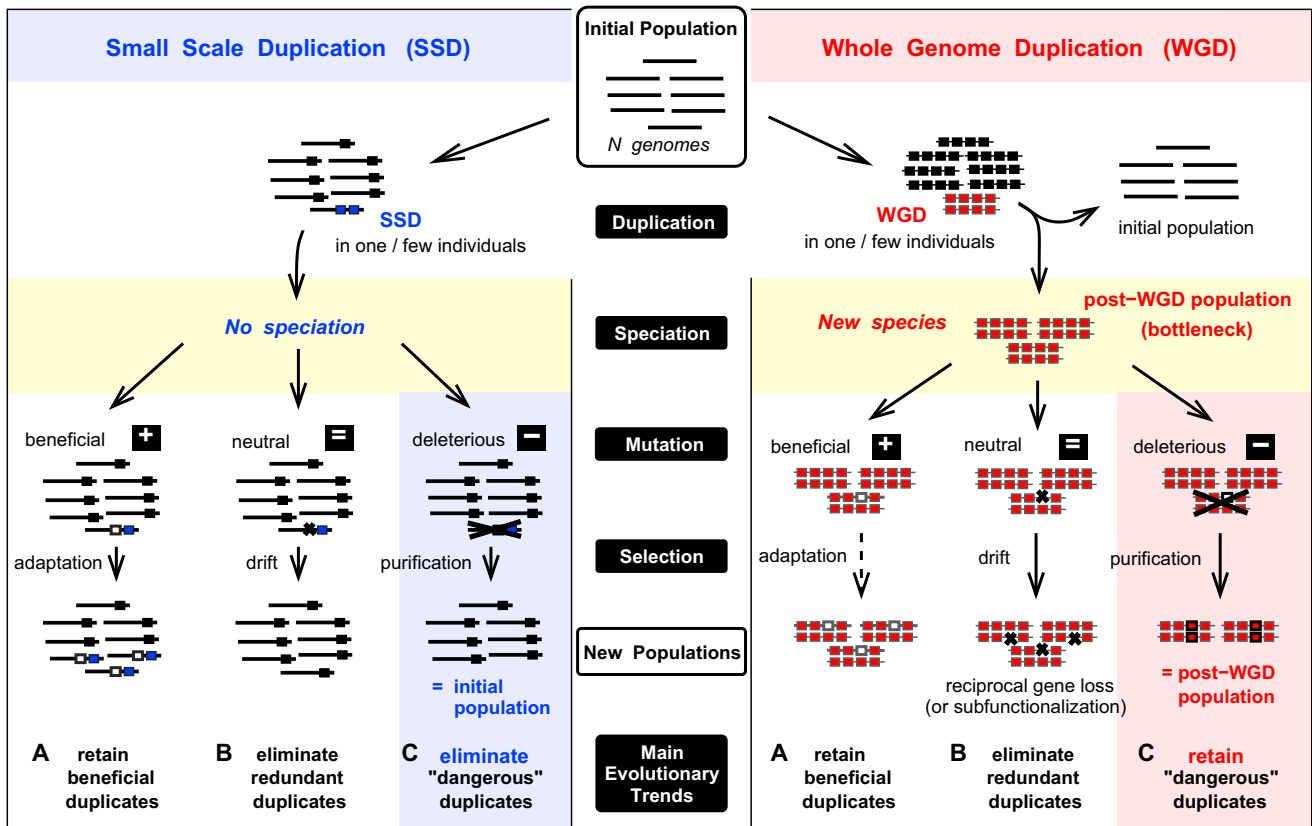 Small Scale Duplication (SSD)
Initial Population
N genomes
Whole Genome Duplication (WGD)
SSD
in one / few individuals
Duplication
WGD
in one / few individuals
initial population
No speciation
Speciation
New species
post−WGD population
(bottleneck)
beneficial +
neutral =
deleterious −
Mutation
beneficial +
neutral =
deleterious −
adaptation
drift
purification
Selection
adaptation
drift
purification
= initial
population
New Populations
reciprocal gene loss
(or subfunctionalization)
= post−WGD
population
A retain
beneficial
duplicates
B eliminate
redundant
duplicates
C eliminate
"dangerous"
duplicates
Main
Evolutionary
Trends
A retain
beneficial
duplicates
B eliminate
redundant
duplicates
C retain
"dangerous"
duplicates